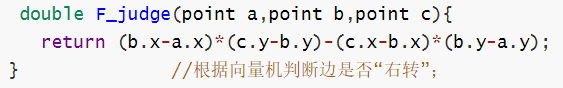 double F_judge(point a,point b,point c){
return (b.x-a.x)*(c.y-b.y)-(c.x-b.x)*(b.y-a.y);
} //根据向量机判断边是否“右转”;